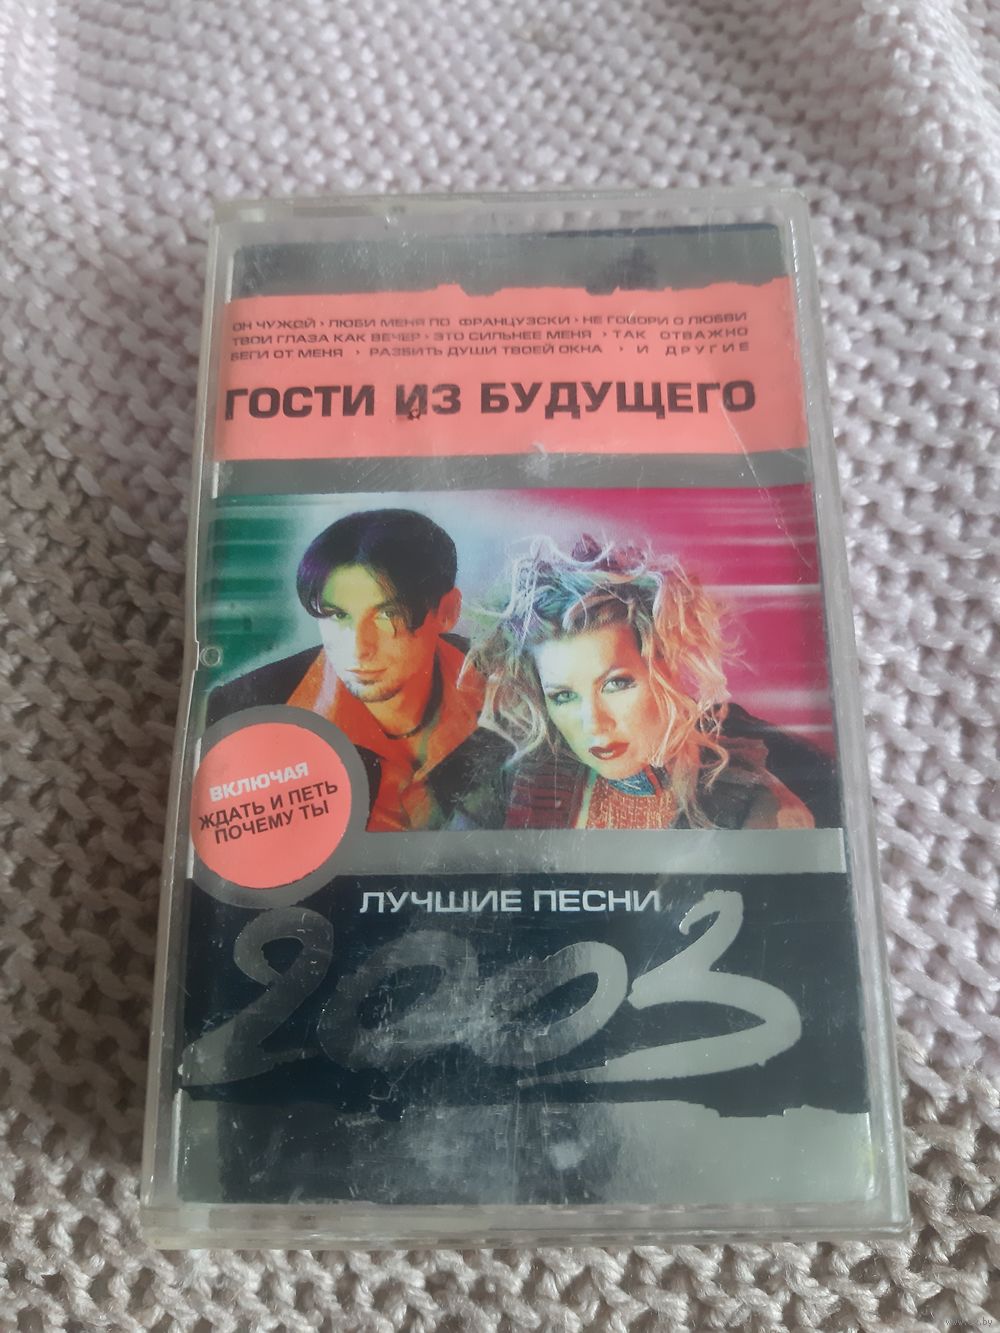 ОН ЧУЖОЙ › ЛЮБИ МЕНЯ ПО ФРАНЦУЗСКИ › НЕ ГОВОРИ О ЛЮБВИ
ТВОИ ГЛАЗА КАК ВЕЧЕР › ЭТО СИЛЬНЕЕ МЕНЯ › ТАК ОТВАЖНО
БЕГИ ОТ МЕНЯ › РАЗБИТЬ ДУШИ ТВОЕЙ ОКНА › И ДРУГИЕ
ГОСТИ ИЗ БУДУЩЕГО
ВКЛЮЧАЯ
ЖДАТЬ И ПЕТЬ
ПОЧЕМУ ТЫ
ЛУЧШИЕ ПЕСНИ
2003